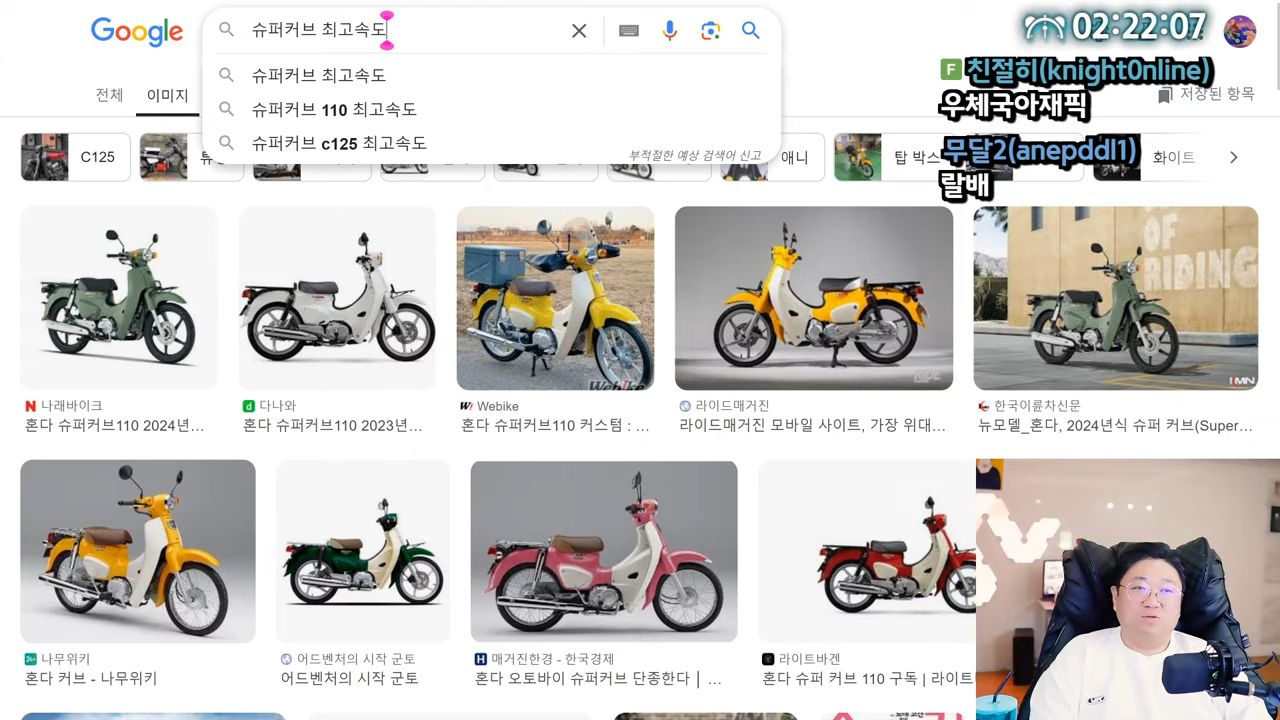 Google
슈퍼커브 최고속도
02:22:07
슈퍼커브 최고속도
슈퍼커브 110 최고속도
슈퍼커브 c125 최고속도
부적절한 예상 검색어 신고
F 친절히(knight0nline)
우체국아재픽
무달2(anepddl1)
랄배
전체
이미지
저장된 항목
C125
애니
탑 박스
화이트
OF
RIDING
Webike
나래바이크
혼다 슈퍼커브110 2024년...
다나와
혼다 슈퍼커브110 2023년...
Webike
혼다 슈퍼커브110 커스텀 : ...
라이드매거진
라이드매거진 모바일 사이트, 가장 위대...
한국이륜차신문
뉴모델_혼다, 2024년식 슈퍼 커브(Super...
나무위키
혼다 커브 - 나무위키
어드벤처의 시작 군토
어드벤처의 시작 군토
매거진한경 - 한국경제
혼다 오토바이 슈퍼커브 단종한다 | ...
라이트바겐
혼다 슈퍼 커브 110 구독 | 라이트